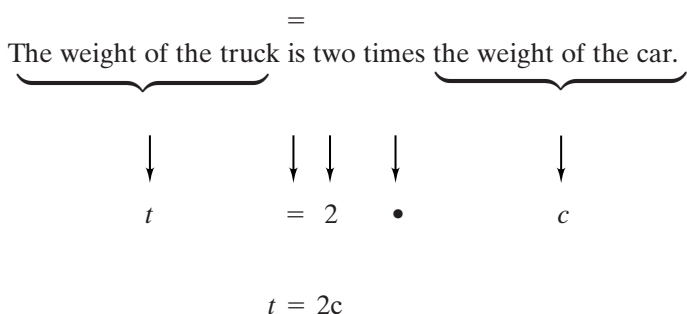 =
The weight of the truck is two times the weight of the car.
t = 2 • c
t = 2c